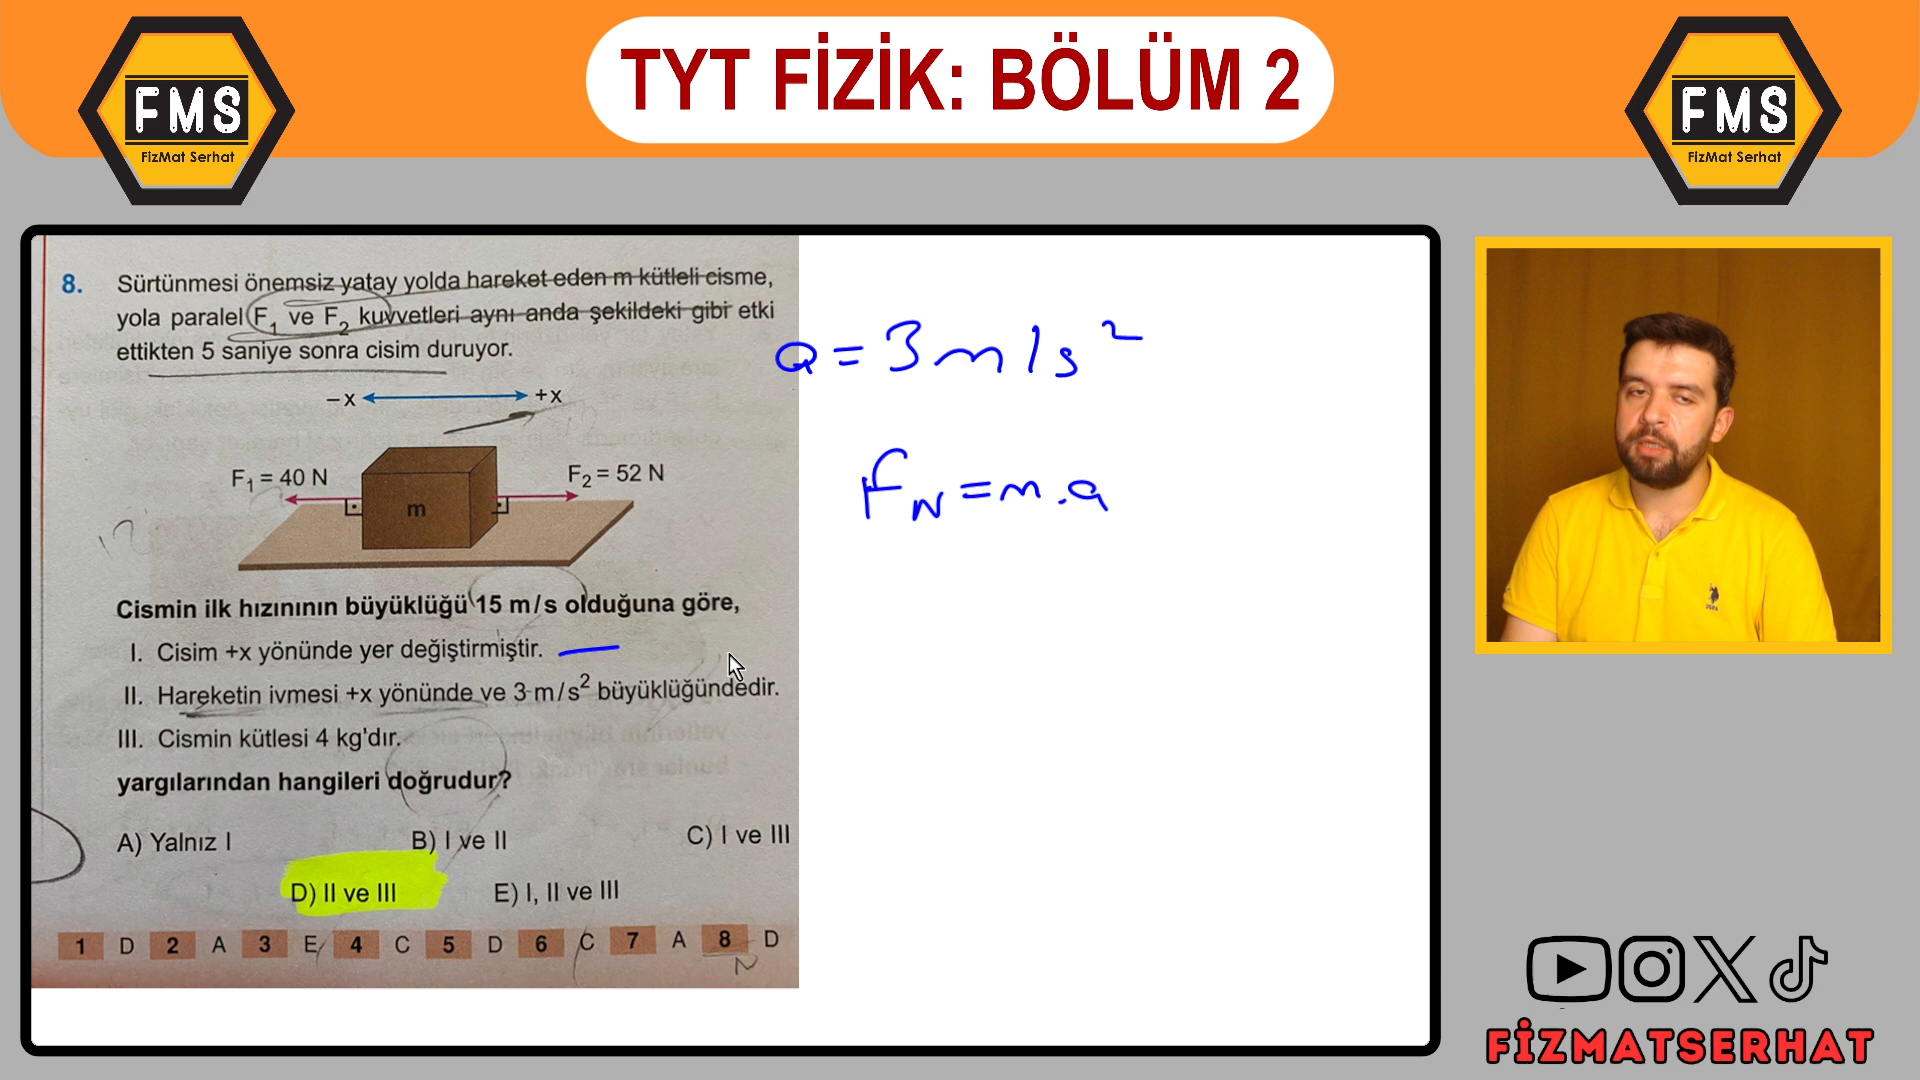 TYT FİZİK: BÖLÜM 2
FMS
FizMat Serhat
FMS
FizMat Serhat
8. Sürtünmesi önemsiz yatay yolda hareket eden m kütleli cisme,
yola paralel F1 ve F2 kuvvetleri aynı anda şekildeki gibi etki
ettikten 5 saniye sonra cisim duruyor.
−x +x
F1 = 40 N
F2 = 52 N
m
Cismin ilk hızınının büyüklüğü 15 m/s olduğuna göre,
I. Cisim +x yönünde yer değiştirmiştir.
II. Hareketin ivmesi +x yönünde ve 3 m/s² büyüklüğündedir.
III. Cismin kütlesi 4 kg'dır.
yargılarından hangileri doğrudur?
A) Yalnız I B) I ve II C) I ve III
D) II ve III E) I, II ve III
1 D 2 A 3 E 4 C 5 D 6 C 7 A 8 D
a = 3 m/s²
FN = m.a
FİZMATSERHAT